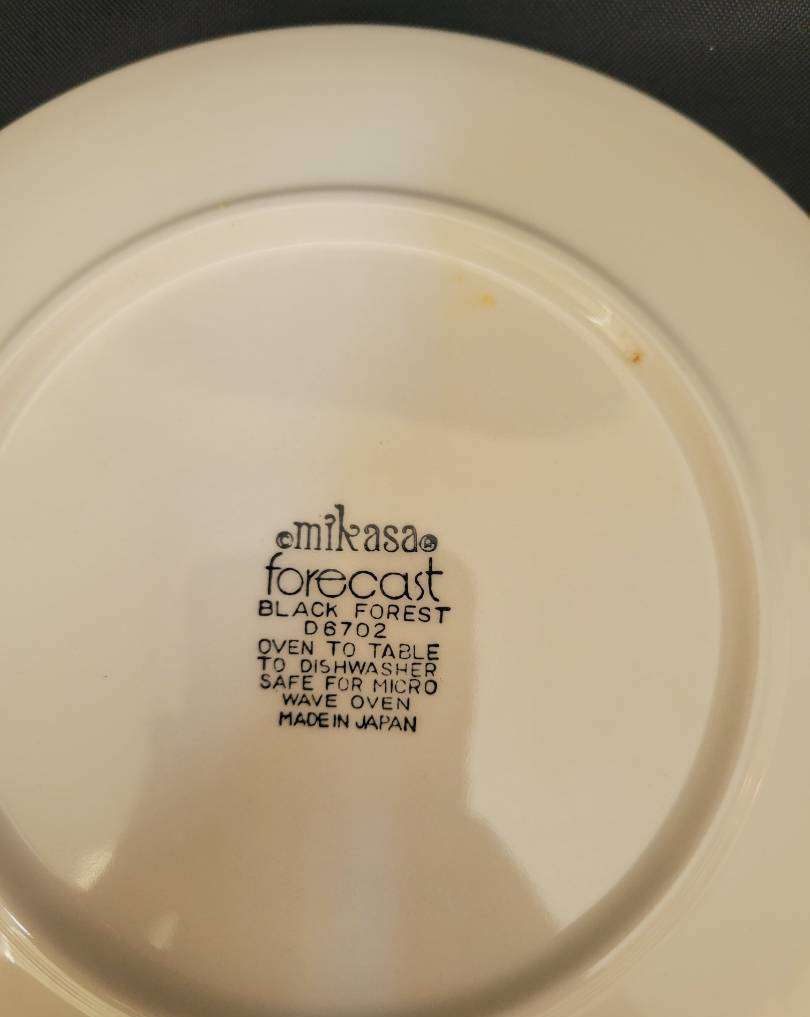 ©mikasa®
forecast
BLACK FOREST
D6702
OVEN TO TABLE
TO DISHWASHER
SAFE FOR MICRO
WAVE OVEN
MADE IN JAPAN